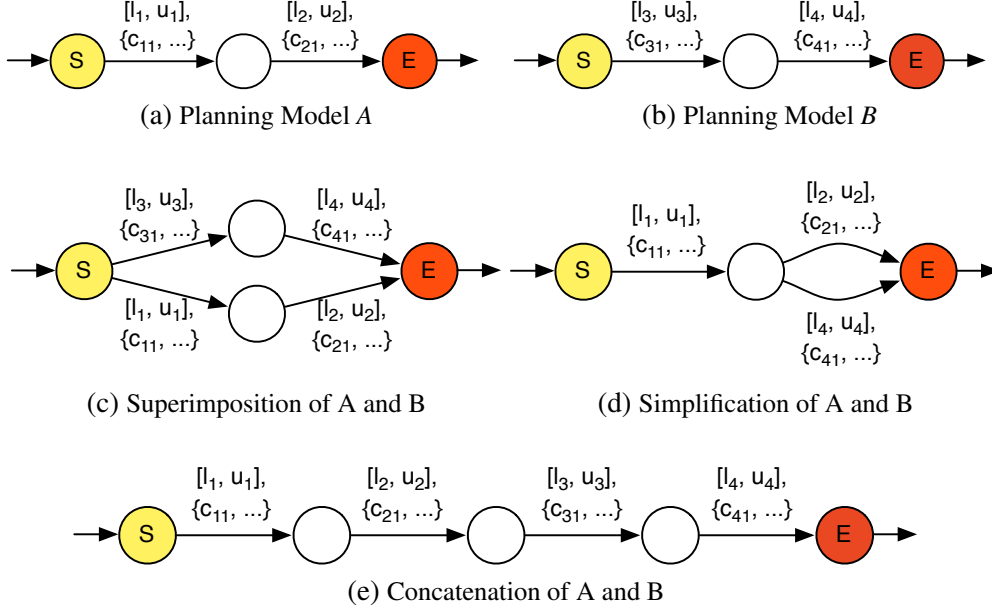 [l₁, u₁], [l₂, u₂], [l₃, u₃], [l₄, u₄],
{c₁₁, ...} {c₂₁, ...} {c₃₁, ...} {c₄₁, ...}
S E S E
(a) Planning Model A (b) Planning Model B
[l₃, u₃], [l₄, u₄], [l₂, u₂],
{c₃₁, ...} {c₄₁, ...} [l₁, u₁], {c₂₁, ...}
{c₁₁, ...}
S E S E
[l₁, u₁], [l₂, u₂], [l₄, u₄],
{c₁₁, ...} {c₂₁, ...} {c₄₁, ...}
(c) Superimposition of A and B (d) Simplification of A and B
[l₁, u₁], [l₂, u₂], [l₃, u₃], [l₄, u₄],
{c₁₁, ...} {c₂₁, ...} {c₃₁, ...} {c₄₁, ...}
S E
(e) Concatenation of A and B